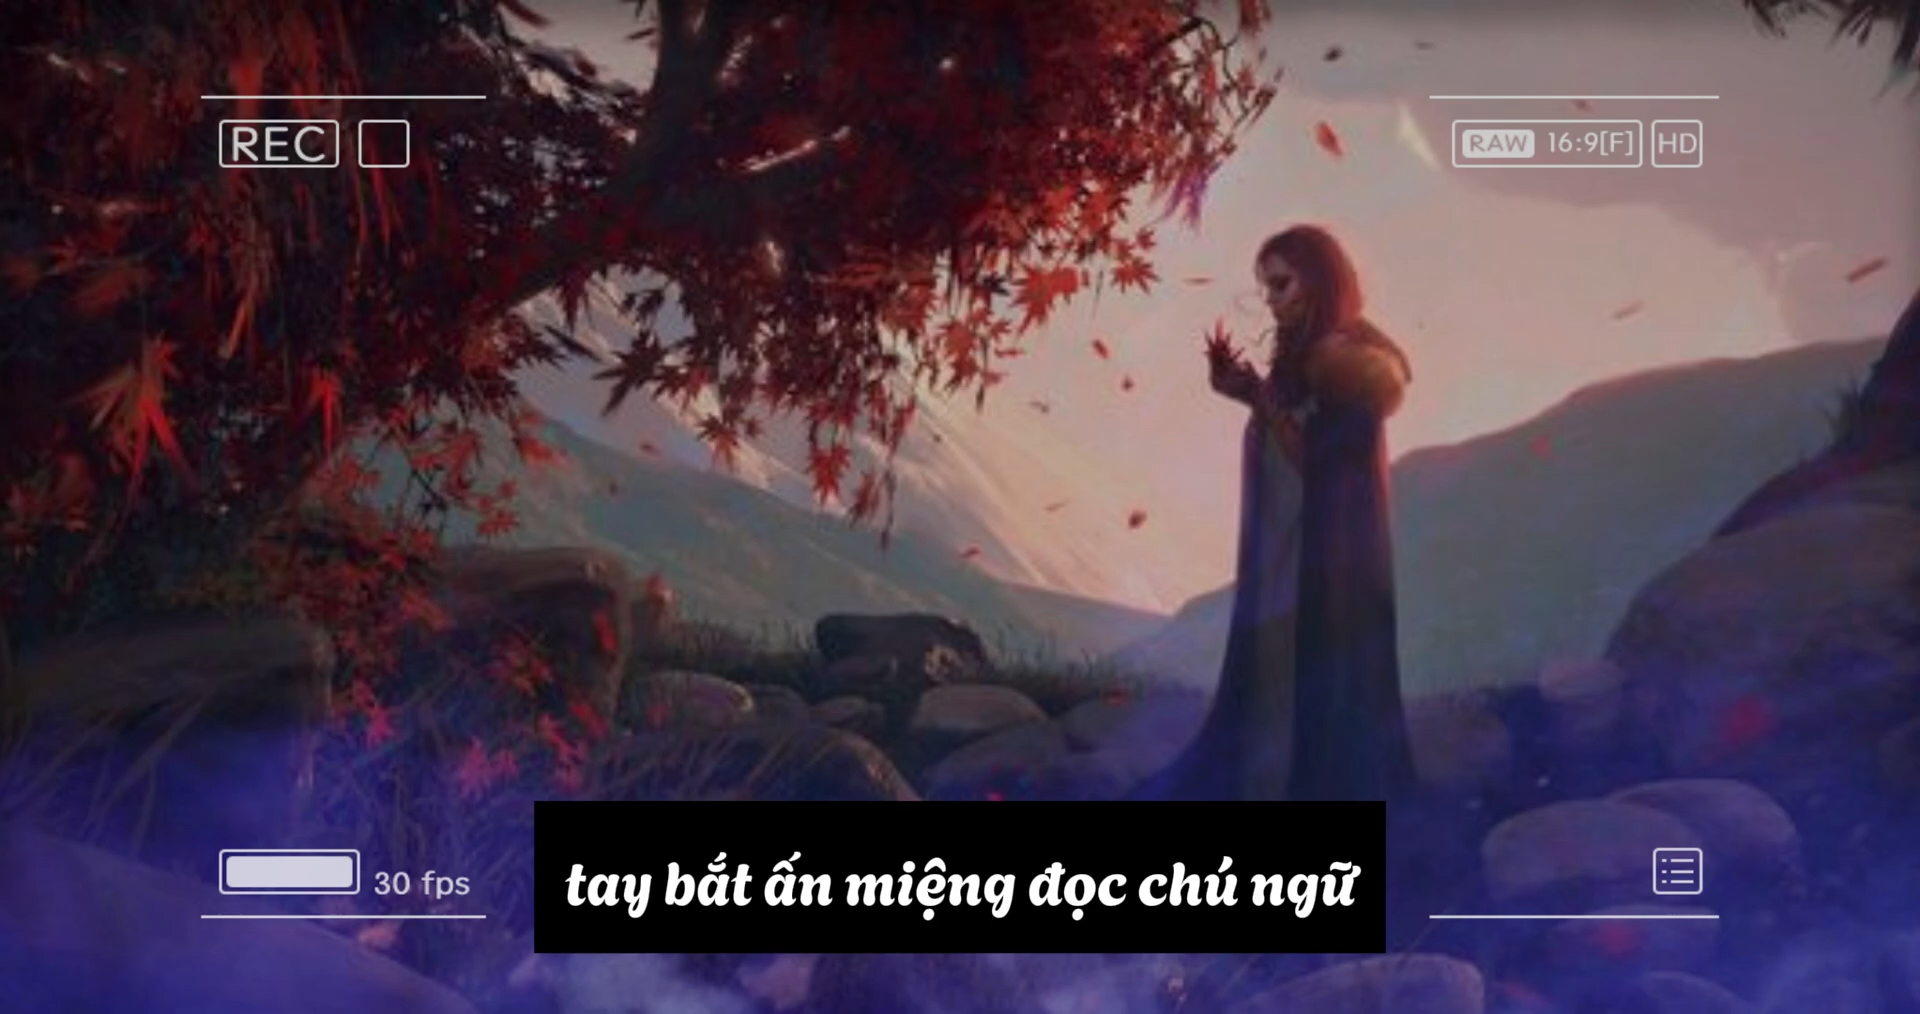 REC
RAW 16:9[F] HD
30 fps
tay bắt ấn miệng đọc chú ngữ